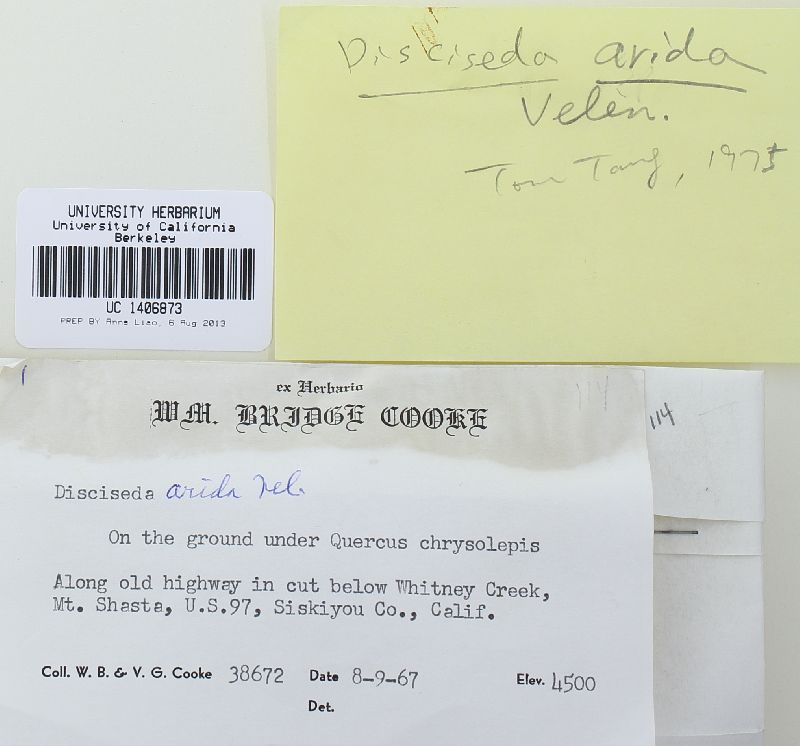 Disciseda arida
Velen.
Tom Tang, 1975
UNIVERSITY HERBARIUM
University of California
Berkeley
UC 1406873
PREP BY Anna Liao, 6 Aug 2013
ex Herbario
114
WM. BRIDGE COOKE
114
Disciseda arida Vel.
On the ground under Quercus chrysolepis
Along old highway in cut below Whitney Creek,
Mt. Shasta, U.S.97, Siskiyou Co., Calif.
Coll. W. B. & V. G. Cooke 38672 Date 8-9-67 Elev. 4500
Det.